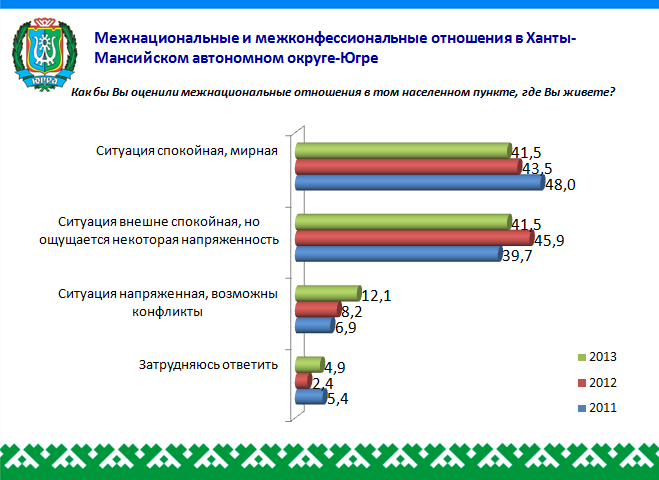 Межнациональные и межконфессиональные отношения в Ханты-
Мансийском автономном округе-Югре
ЮГРА
Как бы Вы оценили межнациональные отношения в том населенном пункте, где Вы живете?
Ситуация спокойная, мирная
41,5
43,5
48,0
Ситуация внешне спокойная, но
ощущается некоторая напряженность
41,5
45,9
39,7
Ситуация напряженная, возможны
конфликты
12,1
8,2
6,9
Затрудняюсь ответить
4,9
2,4
5,4
2013
2012
2011